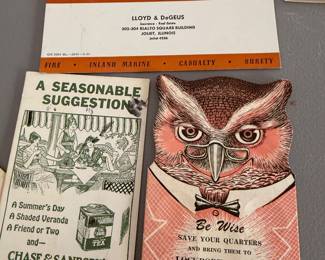 LLOYD & DeGEUS
Insurance - Real Estate
302-304 RIALTO SQUARE BUILDING
JOLIET, ILLINOIS
FIRE • INLAND MARINE • CASUALTY • SURETY
A SEASONABLE
SUGGESTION
A Summer's Day
A Shaded Veranda
A Friend or Two
and—
TEA
CHASE &
Be Wise
SAVE YOUR QUARTERS
AND BRING THEM TO